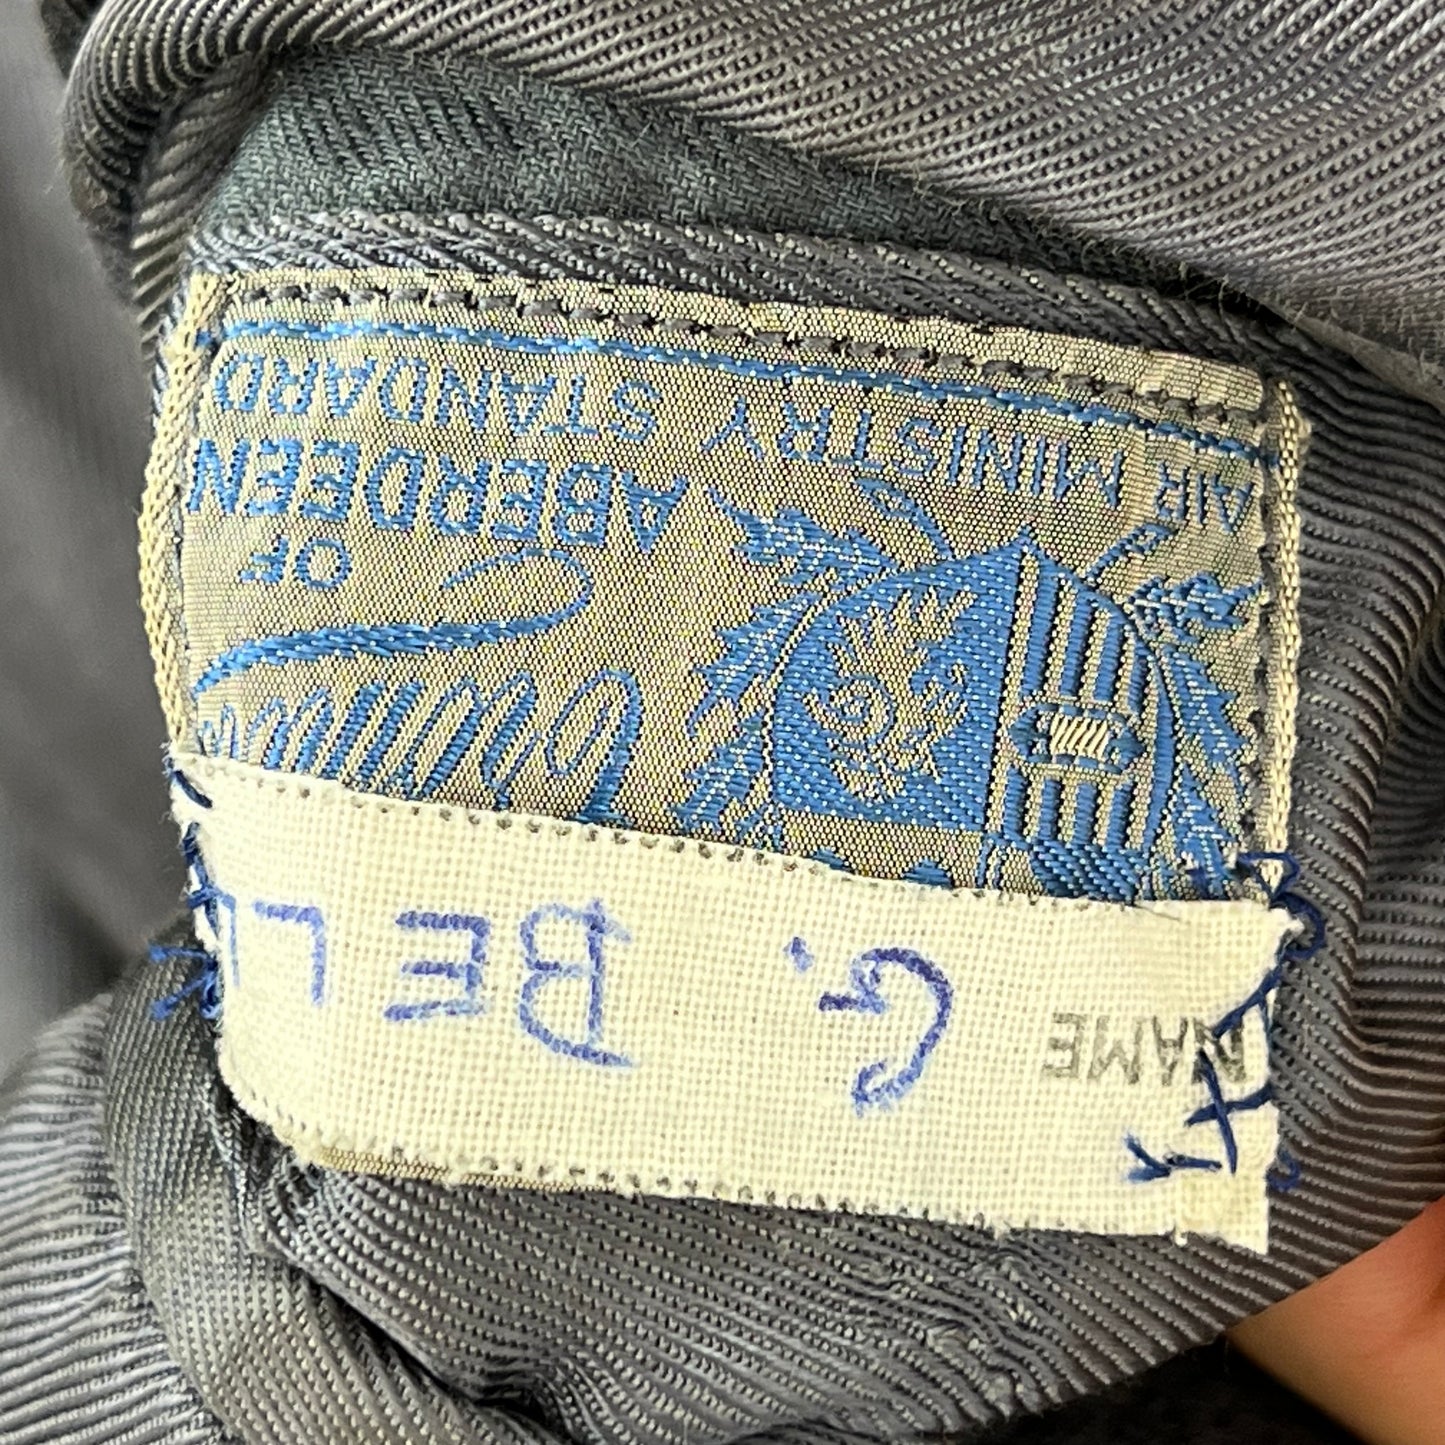 NAME G. BELL
OF
ABERDEEN
AIR MINISTRY STANDARD